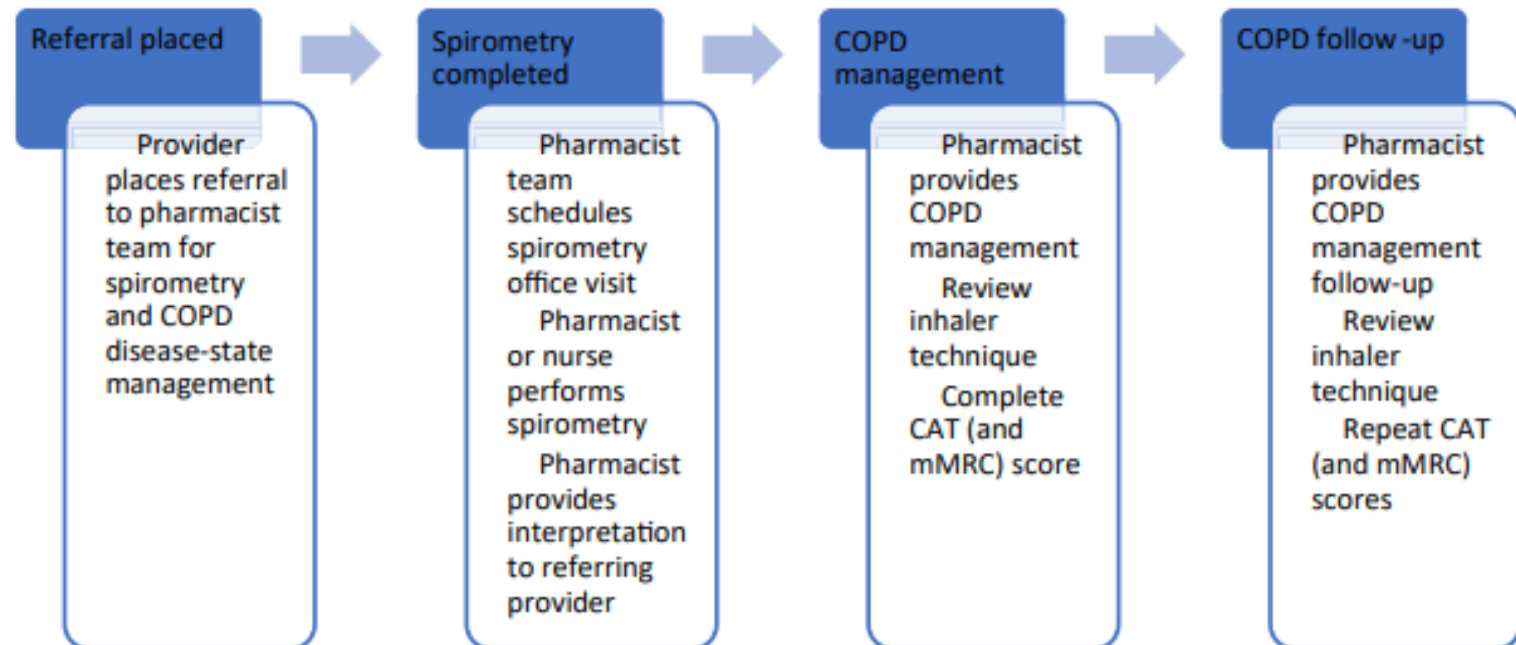 Referral placed
Provider
places referral
to pharmacist
team for
spirometry
and COPD
disease-state
management
Spirometry
completed
Pharmacist
team
schedules
spirometry
office visit
Pharmacist
or nurse
performs
spirometry
Pharmacist
provides
interpretation
to referring
provider
COPD
management
Pharmacist
provides
COPD
management
Review
inhaler
technique
Complete
CAT (and
mMRC) score
COPD follow -up
Pharmacist
provides
COPD
management
follow-up
Review
inhaler
technique
Repeat CAT
(and mMRC)
scores